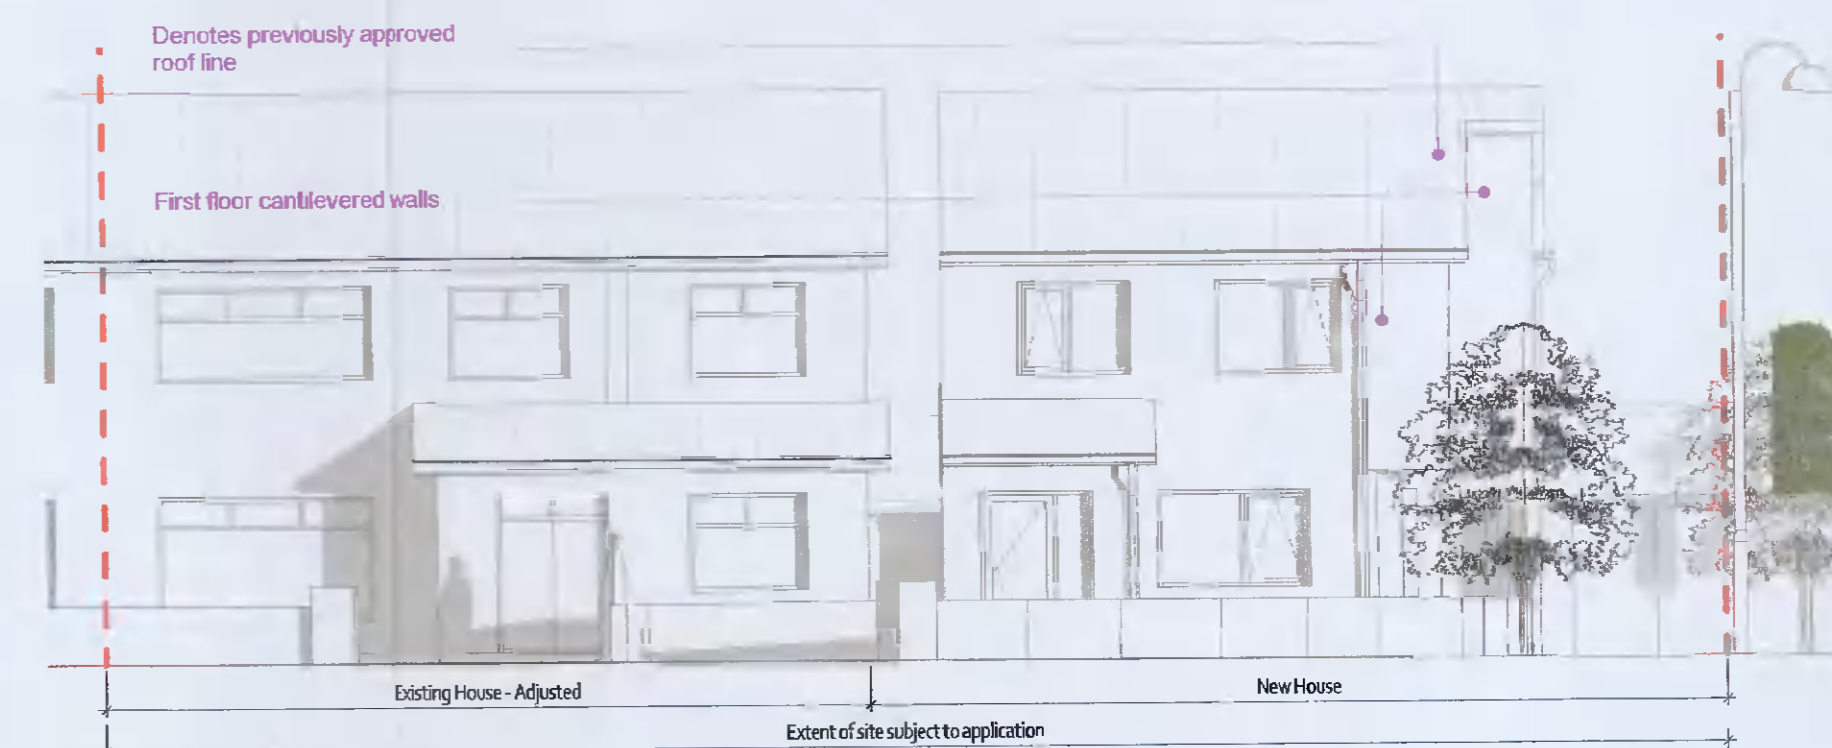 Denotes previously approved
roof line
First floor cantilevered walls
Existing House - Adjusted
New House
Extent of site subject to application